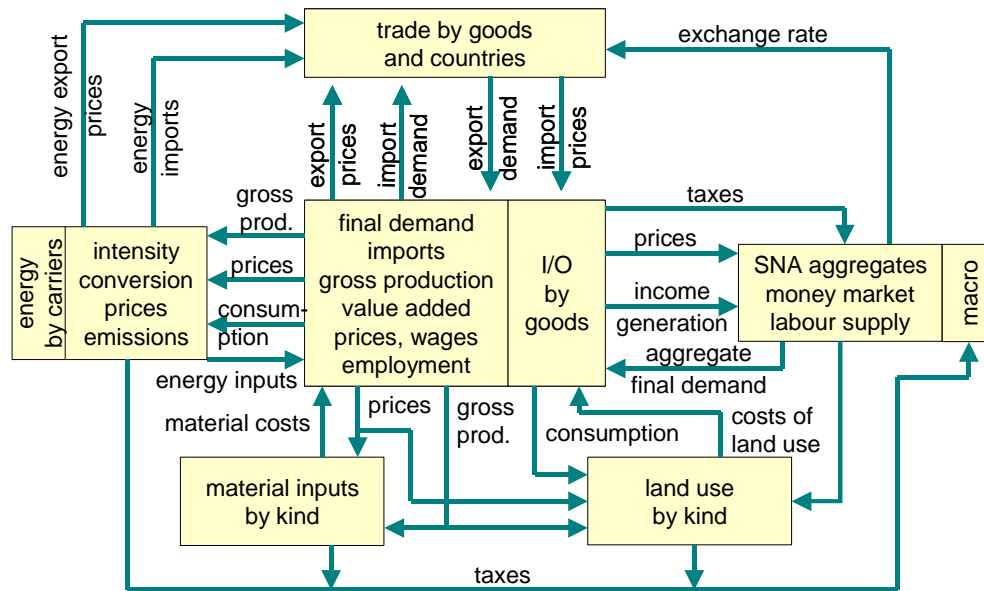 trade by goods
and countries
exchange rate
energy export
prices
energy
imports
export
prices
import
demand
export
demand
import
prices
taxes
gross
prod.
prices
consum-
ption
energy inputs
energy
by carriers
intensity
conversion
prices
emissions
final demand
imports
gross production
value added
prices, wages
employment
I/O
by
goods
prices
income
generation
aggregate
final demand
SNA aggregates
money market
labour supply
macro
material costs
prices
gross
prod.
consumption
costs of
land use
material inputs
by kind
land use
by kind
taxes